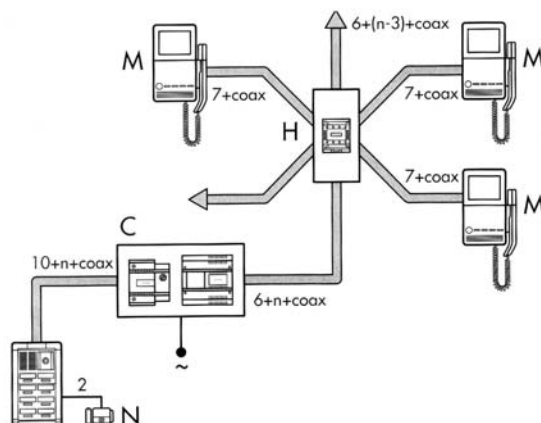 6+(n-3)+coax
M
M
7+coax
7+coax
H
7+coax
M
C
10+n+coax
6+n+coax
~
2
N